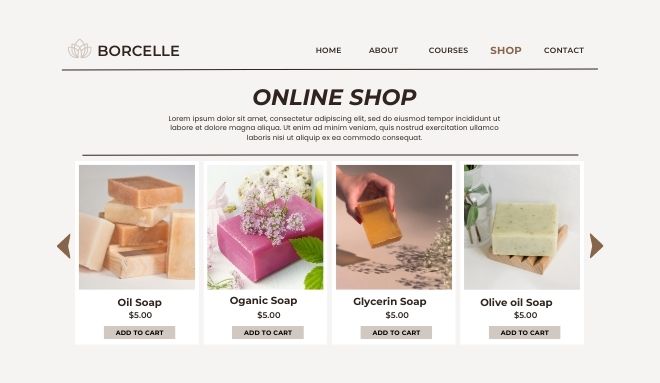 BORCELLE
HOME ABOUT COURSES SHOP CONTACT
ONLINE SHOP
Lorem ipsum dolor sit amet, consectetur adipiscing elit, sed do eiusmod tempor incididunt ut
labore et dolore magna aliqua. Ut enim ad minim veniam, quis nostrud exercitation ullamco
laboris nisi ut aliquip ex ea commodo consequat.
Oil Soap
$5.00
ADD TO CART
Oganic Soap
$5.00
ADD TO CART
Glycerin Soap
$5.00
ADD TO CART
Olive oil Soap
$5.00
ADD TO CART